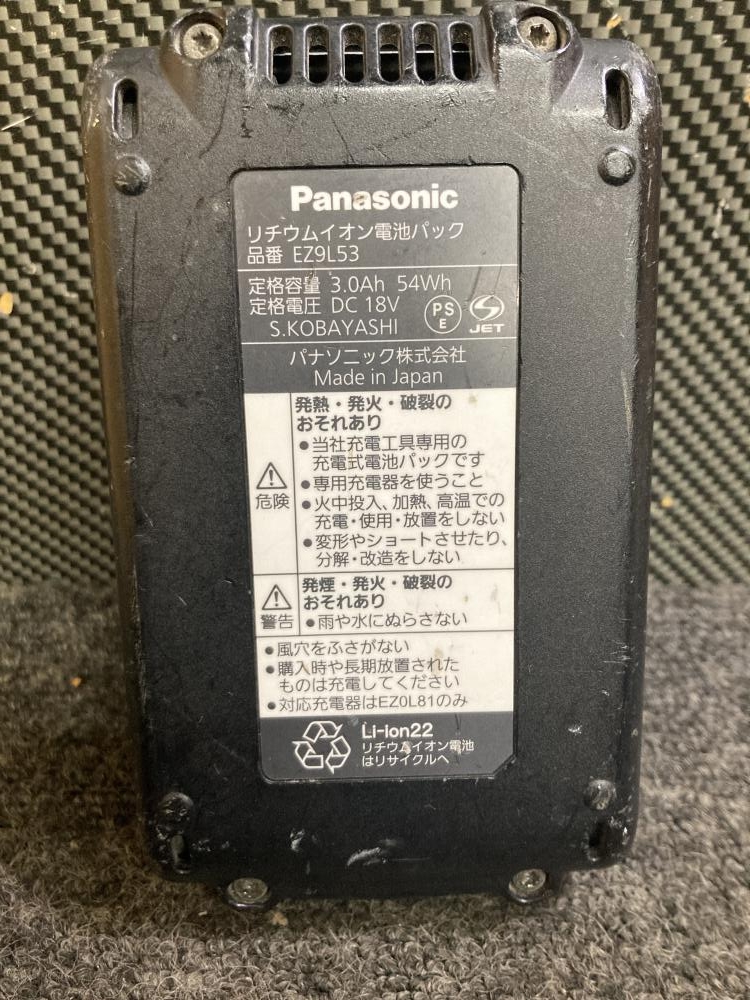 Panasonic
リチウムイオン電池パック
品番 EZ9L53
定格容量 3.0Ah 54Wh
定格電圧 DC 18V
S.KOBAYASHI
PS
E
JET
パナソニック株式会社
Made in Japan
危険
発熱・発火・破裂の
おそれあり
●当社充電工具専用の
充電式電池パックです
●専用充電器を使うこと
●火中投入、加熱、高温での
充電・使用・放置をしない
●変形やショートさせたり、
分解・改造をしない
警告
発煙・発火・破裂の
おそれあり
●雨や水にぬらさない
●風穴をふさがない
●購入時や長期放置された
ものは充電してください
●対応充電器はEZ0L81のみ
Li-ion22
リチウムイオン電池
はリサイクルへ